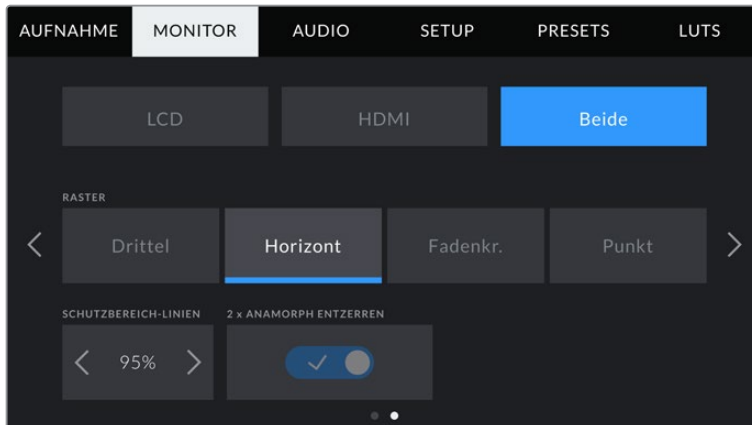 AUFNAHME MONITOR AUDIO SETUP PRESETS LUTS
LCD HDMI Beide
RASTER
Drittel Horizont Fadenkr. Punkt
SCHUTZBEREICH-LINIEN 2 x ANAMORPH ENTZERREN
95%